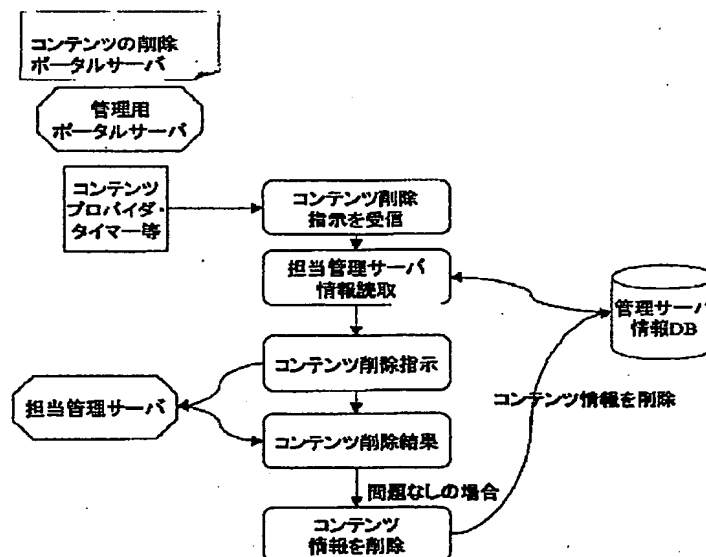 コンテンツの削除
ポータルサーバ
管理用
ポータルサーバ
コンテンツ
プロバイダ・
タイマー等
コンテンツ削除
指示を受信
担当管理サーバ
情報読取
管理サーバ
情報DB
コンテンツ削除指示
コンテンツ情報を削除
担当管理サーバ
コンテンツ削除結果
問題なしの場合
コンテンツ
情報を削除